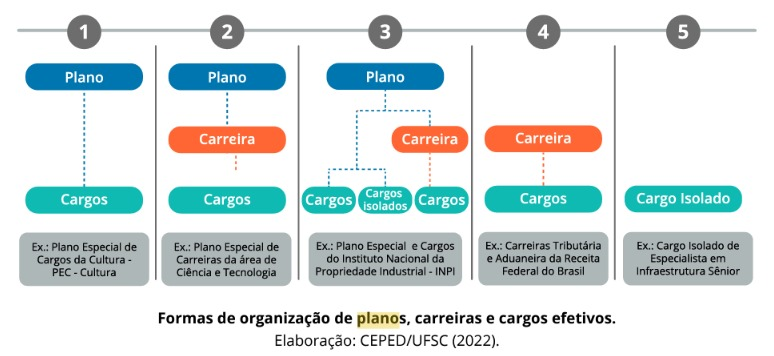 1
2
3
4
5
Plano
Plano
Plano
Carreira
Carreira
Carreira
Cargos
Cargos
Cargos
Cargos
isolados
Cargos
Cargos
Cargo Isolado
Ex.: Plano Especial de
Cargos da Cultura -
PEC - Cultura
Ex.: Plano Especial de
Carreiras da área de
Ciência e Tecnologia
Ex.: Plano Especial e Cargos
do Instituto Nacional da
Propriedade Industrial - INPI
Ex.: Carreiras Tributária
e Aduaneira da Receita
Federal do Brasil
Ex.: Cargo Isolado de
Especialista em
Infraestrutura Sênior
Formas de organização de planos, carreiras e cargos efetivos.
Elaboração: CEPED/UFSC (2022).